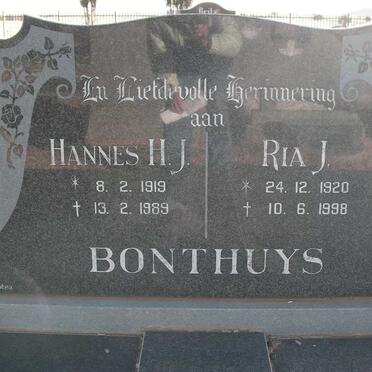 In Liefdevolle Herinnering
aan
HANNES H. J.
* 8. 2. 1919
† 13. 2. 1989
RIA J.
* 24. 12. 1920
† 10. 6. 1998
BONTHUYS